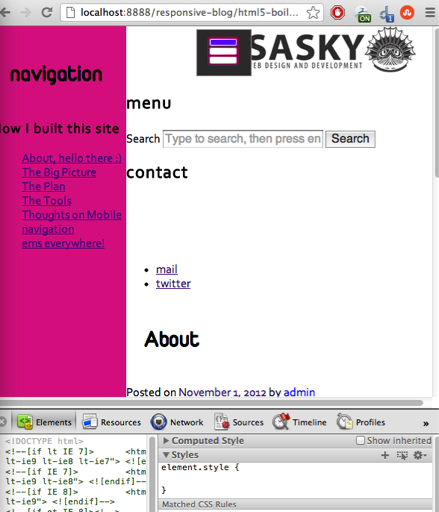 localhost:8888/responsive-blog/html5-boil
SASKY
EB DESIGN AND DEVELOPMENT
navigation
ow I built this site
About, hello there :)
The Big Picture
The Plan
The Tools
Thoughts on Mobile
navigation
ems everywhere!
menu
Search Type to search, then press en Search
contact
mail
twitter
About
Posted on November 1, 2012 by admin
Elements Resources Network Sources Timeline Profiles »
<!DOCTYPE html>
<!--[if lt IE 7]> <htm
lt-ie9 lt-ie8 lt-ie7"> <![e
<!--[if IE 7]> <htm
lt-ie9 lt-ie8"> <![endif]-->
<!--[if IE 8]> <htm
lt-ie9"> <![endif]-->
Computed Style Show inherited
Styles
element.style {
}
Matched CSS Rules